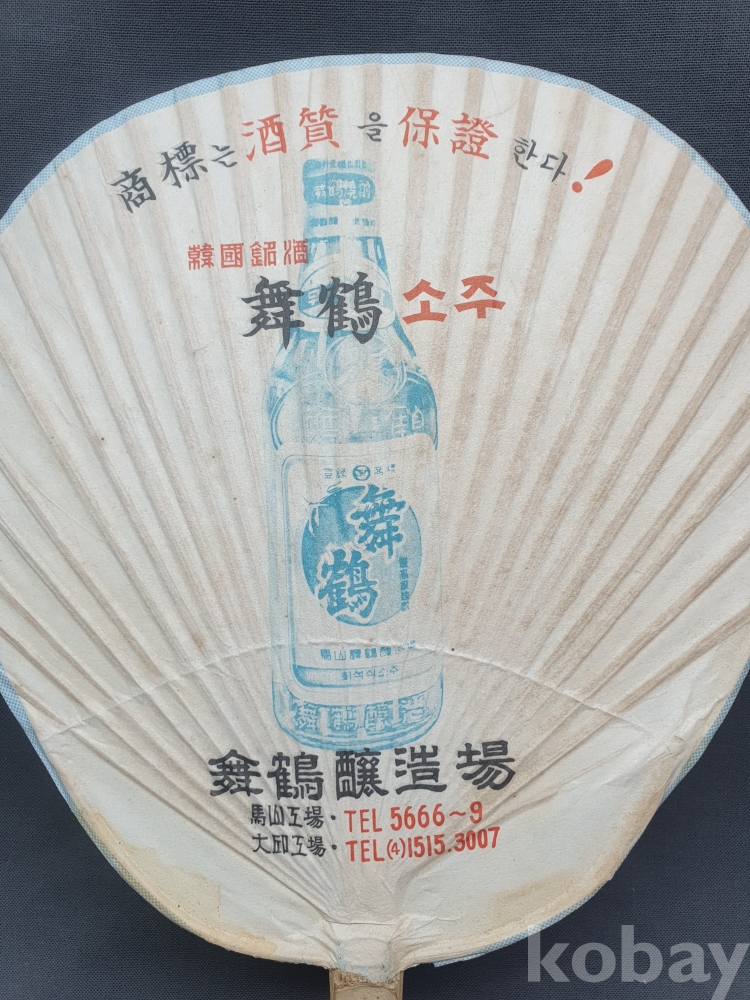 商標는 酒質을 保證한다!
韓國銘酒
舞鶴 소주
舞鶴
舞鶴釀造場
馬山工場·TEL 5666~9
大邱工場·TEL(4)1515.3007
kobay